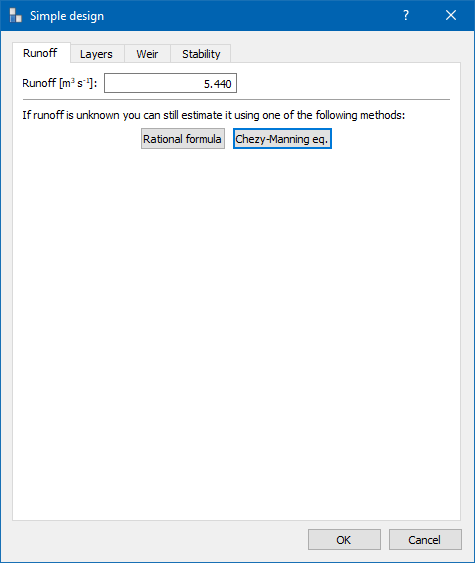 Simple design ?
Runoff Layers Weir Stability
Runoff [m³ s⁻¹]: 5.440
If runoff is unknown you can still estimate it using one of the following methods:
Rational formula Chezy-Manning eq.
OK Cancel